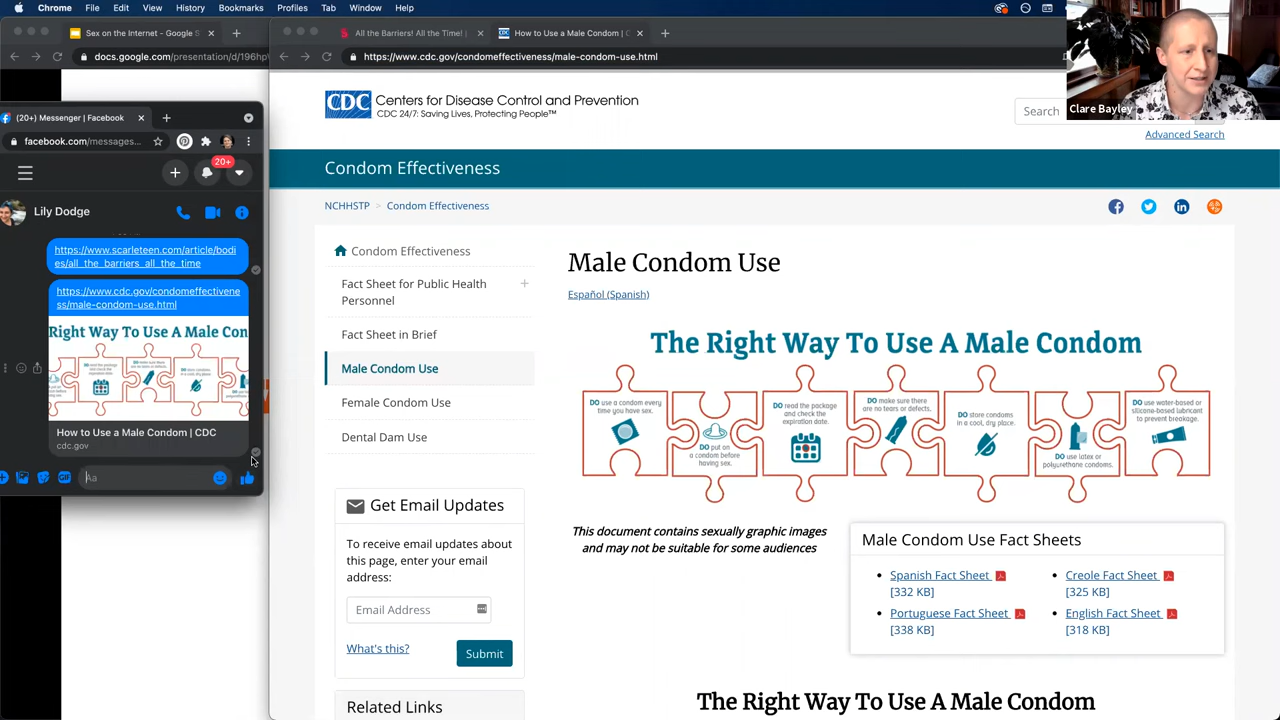 Chrome File Edit View History Bookmarks Profiles Tab Window Help
Sex on the Internet - Google S
All the Barriers! All the Time! |
How to Use a Male Condom | C
docs.google.com/presentation/d/196hp
https://www.cdc.gov/condomeffectiveness/male-condom-use.html
Clare Bayley
(20+) Messenger | Facebook
facebook.com/messages...
20+
Lily Dodge
https://www.scarleteen.com/article/bodi
es/all_the_barriers_all_the_time
https://www.cdc.gov/condomeffectivene
ss/male-condom-use.html
Right Way To Use A Male Con
How to Use a Male Condom | CDC
cdc.gov
GIF
Aa
CDC Centers for Disease Control and Prevention
CDC 24/7: Saving Lives, Protecting People™
Search
Advanced Search
Condom Effectiveness
NCHHSTP > Condom Effectiveness
Condom Effectiveness
Fact Sheet for Public Health
Personnel
Fact Sheet in Brief
Male Condom Use
Female Condom Use
Dental Dam Use
Get Email Updates
To receive email updates about
this page, enter your email
address:
Email Address
What's this?
Submit
Related Links
Male Condom Use
Español (Spanish)
The Right Way To Use A Male Condom
DO use a condom every
time you have sex.
DO put on
a condom before
having sex.
DO read the package
and check the
expiration date.
DO make sure there
are no tears or defects.
DO store condoms
in a cool, dry place.
DO use latex or
polyurethane condoms.
DO use water-based or
silicone-based lubricant
to prevent breakage.
This document contains sexually graphic images
and may not be suitable for some audiences
Male Condom Use Fact Sheets
Spanish Fact Sheet
[332 KB]
Portuguese Fact Sheet
[338 KB]
Creole Fact Sheet
[325 KB]
English Fact Sheet
[318 KB]
The Right Way To Use A Male Condom